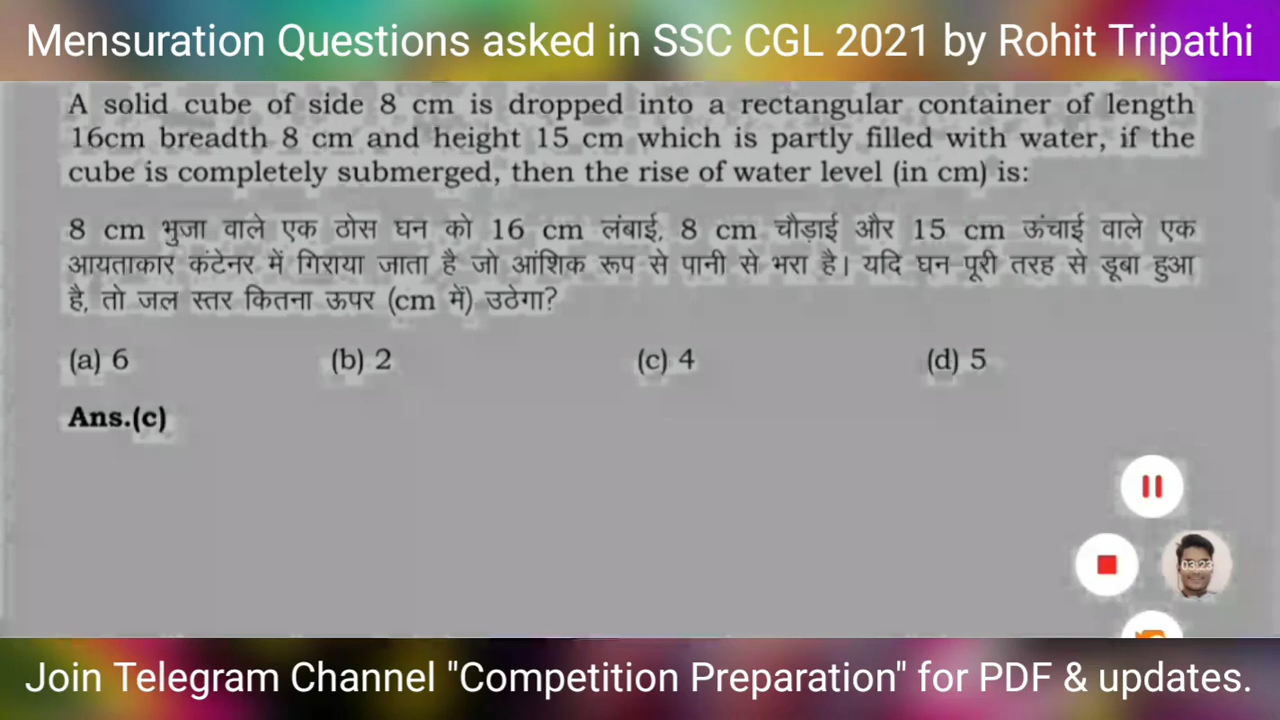 Mensuration Questions asked in SSC CGL 2021 by Rohit Tripathi
A solid cube of side 8 cm is dropped into a rectangular container of length
16cm breadth 8 cm and height 15 cm which is partly filled with water, if the
cube is completely submerged, then the rise of water level (in cm) is:
8 cm भुजा वाले एक ठोस घन को 16 cm लंबाई, 8 cm चौड़ाई और 15 cm ऊंचाई वाले एक
आयताकार कंटेनर में गिराया जाता है जो आंशिक रूप से पानी से भरा है। यदि घन पूरी तरह से डूबा हुआ
है, तो जल स्तर कितना ऊपर (cm में) उठेगा?
(a) 6 (b) 2 (c) 4 (d) 5
Ans.(c)
03:23
Join Telegram Channel "Competition Preparation" for PDF & updates.